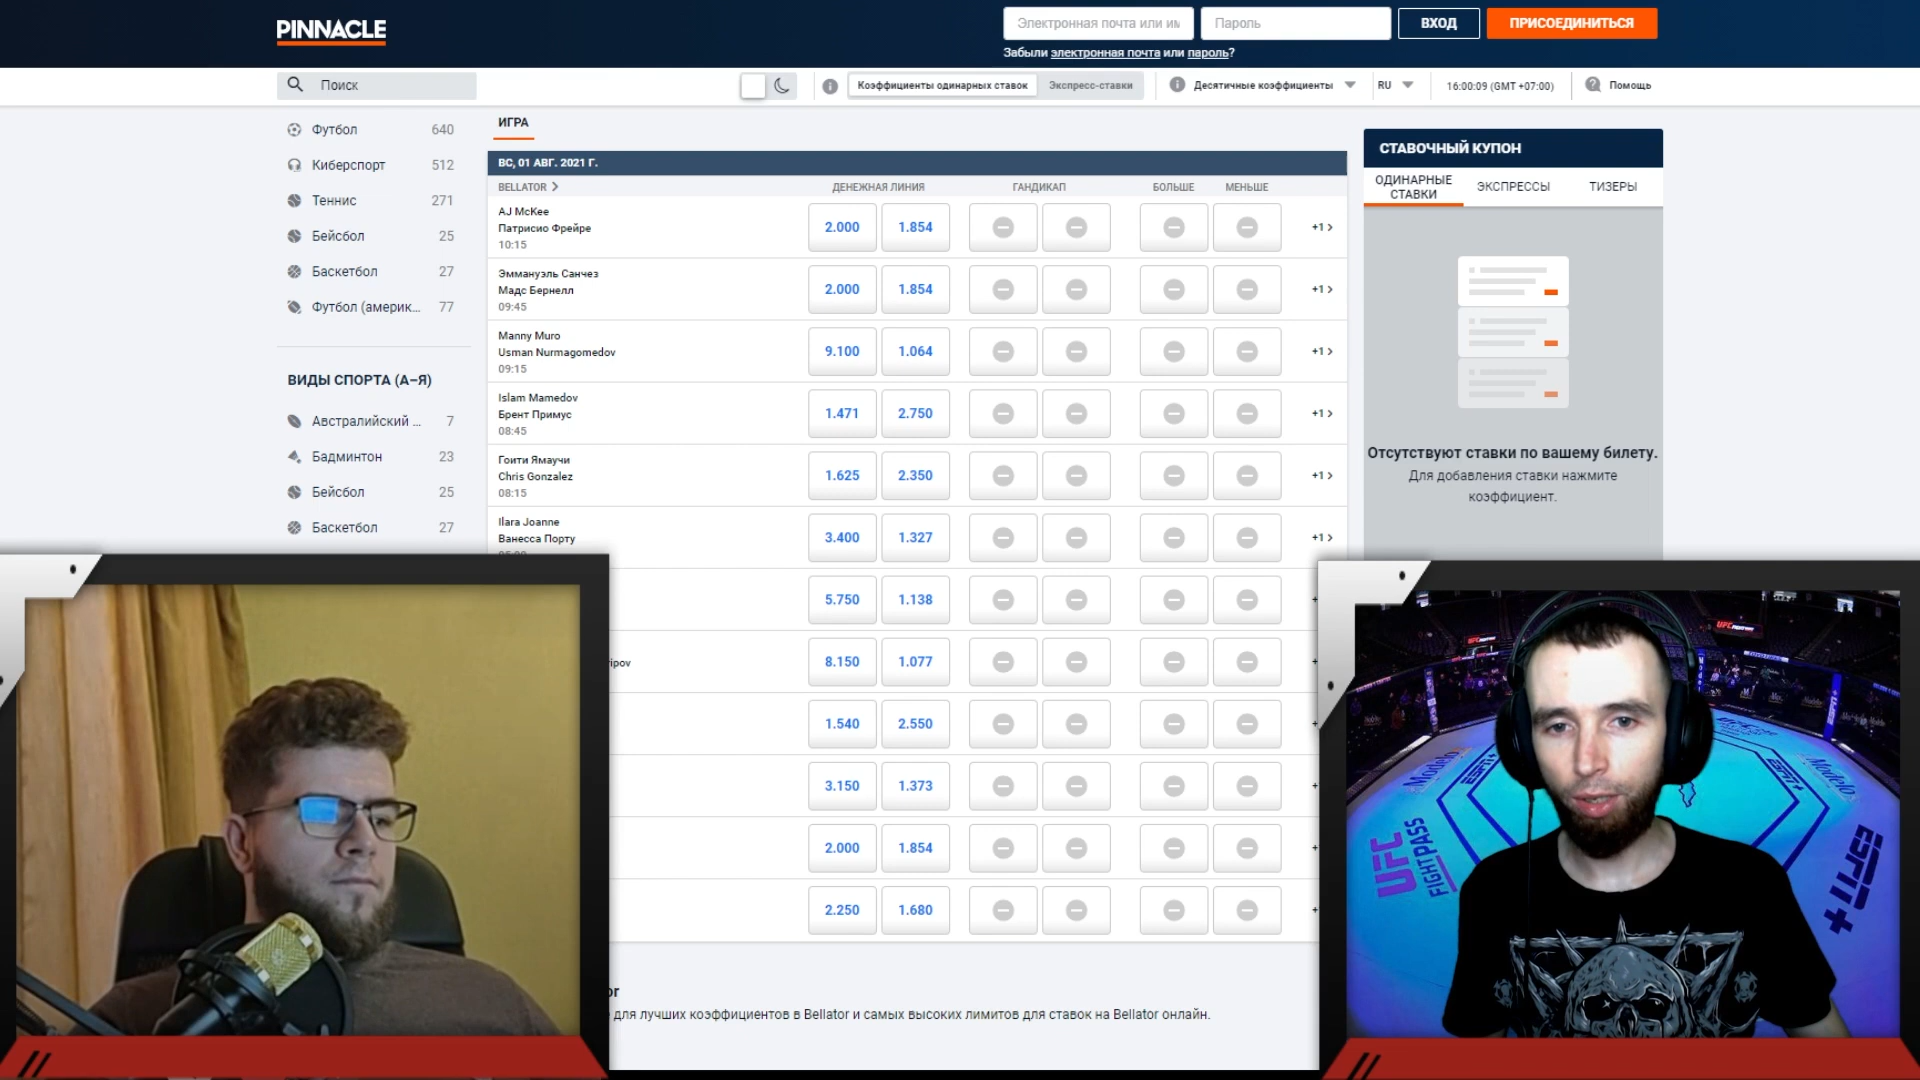 PINNACLE
Электронная почта или им
Пароль
ВХОД
ПРИСОЕДИНИТЬСЯ
Забыли электронная почта или пароль?
Поиск
Коэффициенты одинарных ставок
Экспресс-ставки
Десятичные коэффициенты
RU
16:00:09 (GMT +07:00)
Помощь
Футбол 640
Киберспорт 512
Теннис 271
Бейсбол 25
Баскетбол 27
Футбол (америк... 77
ВИДЫ СПОРТА (А–Я)
Австралийский ... 7
Бадминтон 23
Бейсбол 25
Баскетбол 27
ИГРА
ВС, 01 АВГ. 2021 Г.
BELLATOR ДЕНЕЖНАЯ ЛИНИЯ ГАНДИКАП БОЛЬШЕ МЕНЬШЕ
AJ McKee
Патрисио Фрейре
10:15
2.000 1.854 +1
Эммануэль Санчез
Мадс Бернелл
09:45
2.000 1.854 +1
Manny Muro
Usman Nurmagomedov
09:15
9.100 1.064 +1
Islam Mamedov
Брент Примус
08:45
1.471 2.750 +1
Гоити Ямаучи
Chris Gonzalez
08:15
1.625 2.350 +1
Ilara Joanne
Ванесса Порту
3.400 1.327 +1
5.750 1.138
ripov
8.150 1.077
1.540 2.550
3.150 1.373
2.000 1.854
2.250 1.680
or
для лучших коэффициентов в Bellator и самых высоких лимитов для ставок на Bellator онлайн.
СТАВОЧНЫЙ КУПОН
ОДИНАРНЫЕ СТАВКИ
ЭКСПРЕССЫ
ТИЗЕРЫ
Отсутствуют ставки по вашему билету.
Для добавления ставки нажмите
коэффициент.
UFC
Modelo
ESPN+
UFC
Modelo
ESPN+
UFC
FIGHT PASS
ESPN+